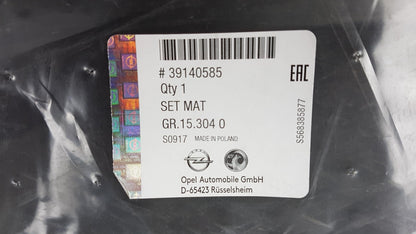 # 39140585
Qty 1
SET MAT
GR.15.304 0
S0917 MADE IN POLAND
Opel Automobile GmbH
D-65423 Rüsselsheim
EAC
S568385877